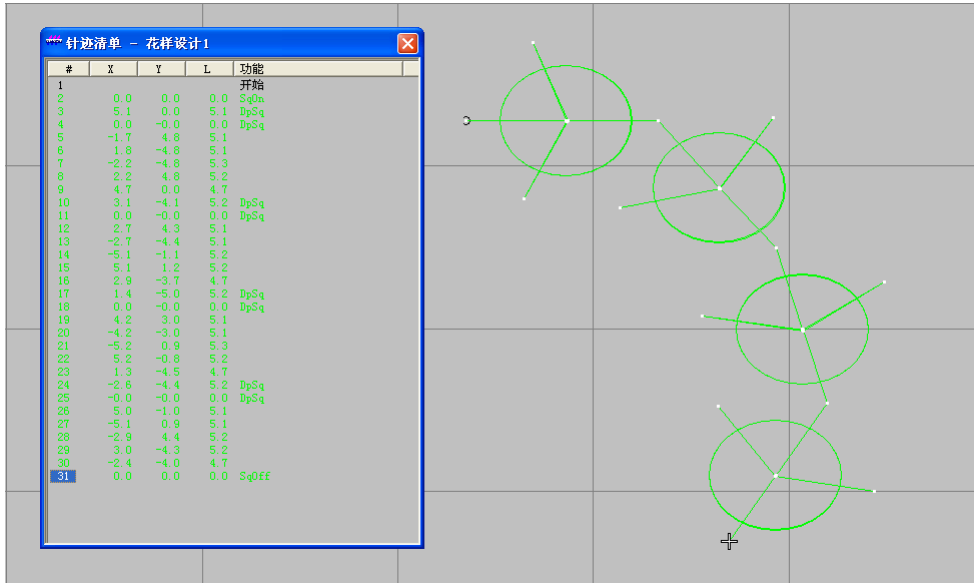 针迹清单 - 花样设计1
# X Y L 功能
1 开始
2 0.0 0.0 0.0 SqOn
3 5.1 0.0 5.1 DpSq
4 0.0 -0.0 0.0 DpSq
5 -1.7 4.8 5.1
6 1.8 -4.8 5.1
7 -2.2 -4.8 5.3
8 2.2 4.8 5.2
9 4.7 0.0 4.7
10 3.1 -4.1 5.2 DpSq
11 0.0 -0.0 0.0 DpSq
12 2.7 4.3 5.1
13 -2.7 -4.4 5.1
14 -5.1 -1.1 5.2
15 5.1 1.2 5.2
16 2.9 -3.7 4.7
17 1.4 -5.0 5.2 DpSq
18 0.0 -0.0 0.0 DpSq
19 4.2 3.0 5.1
20 -4.2 -3.0 5.1
21 -5.2 0.9 5.3
22 5.2 -0.8 5.2
23 1.3 -4.5 4.7
24 -2.6 -4.4 5.2 DpSq
25 -0.0 -0.0 0.0 DpSq
26 5.0 -1.0 5.1
27 -5.1 0.9 5.1
28 -2.9 4.4 5.2
29 3.0 -4.3 5.2
30 -2.4 -4.0 4.7
31 0.0 0.0 0.0 SqOff